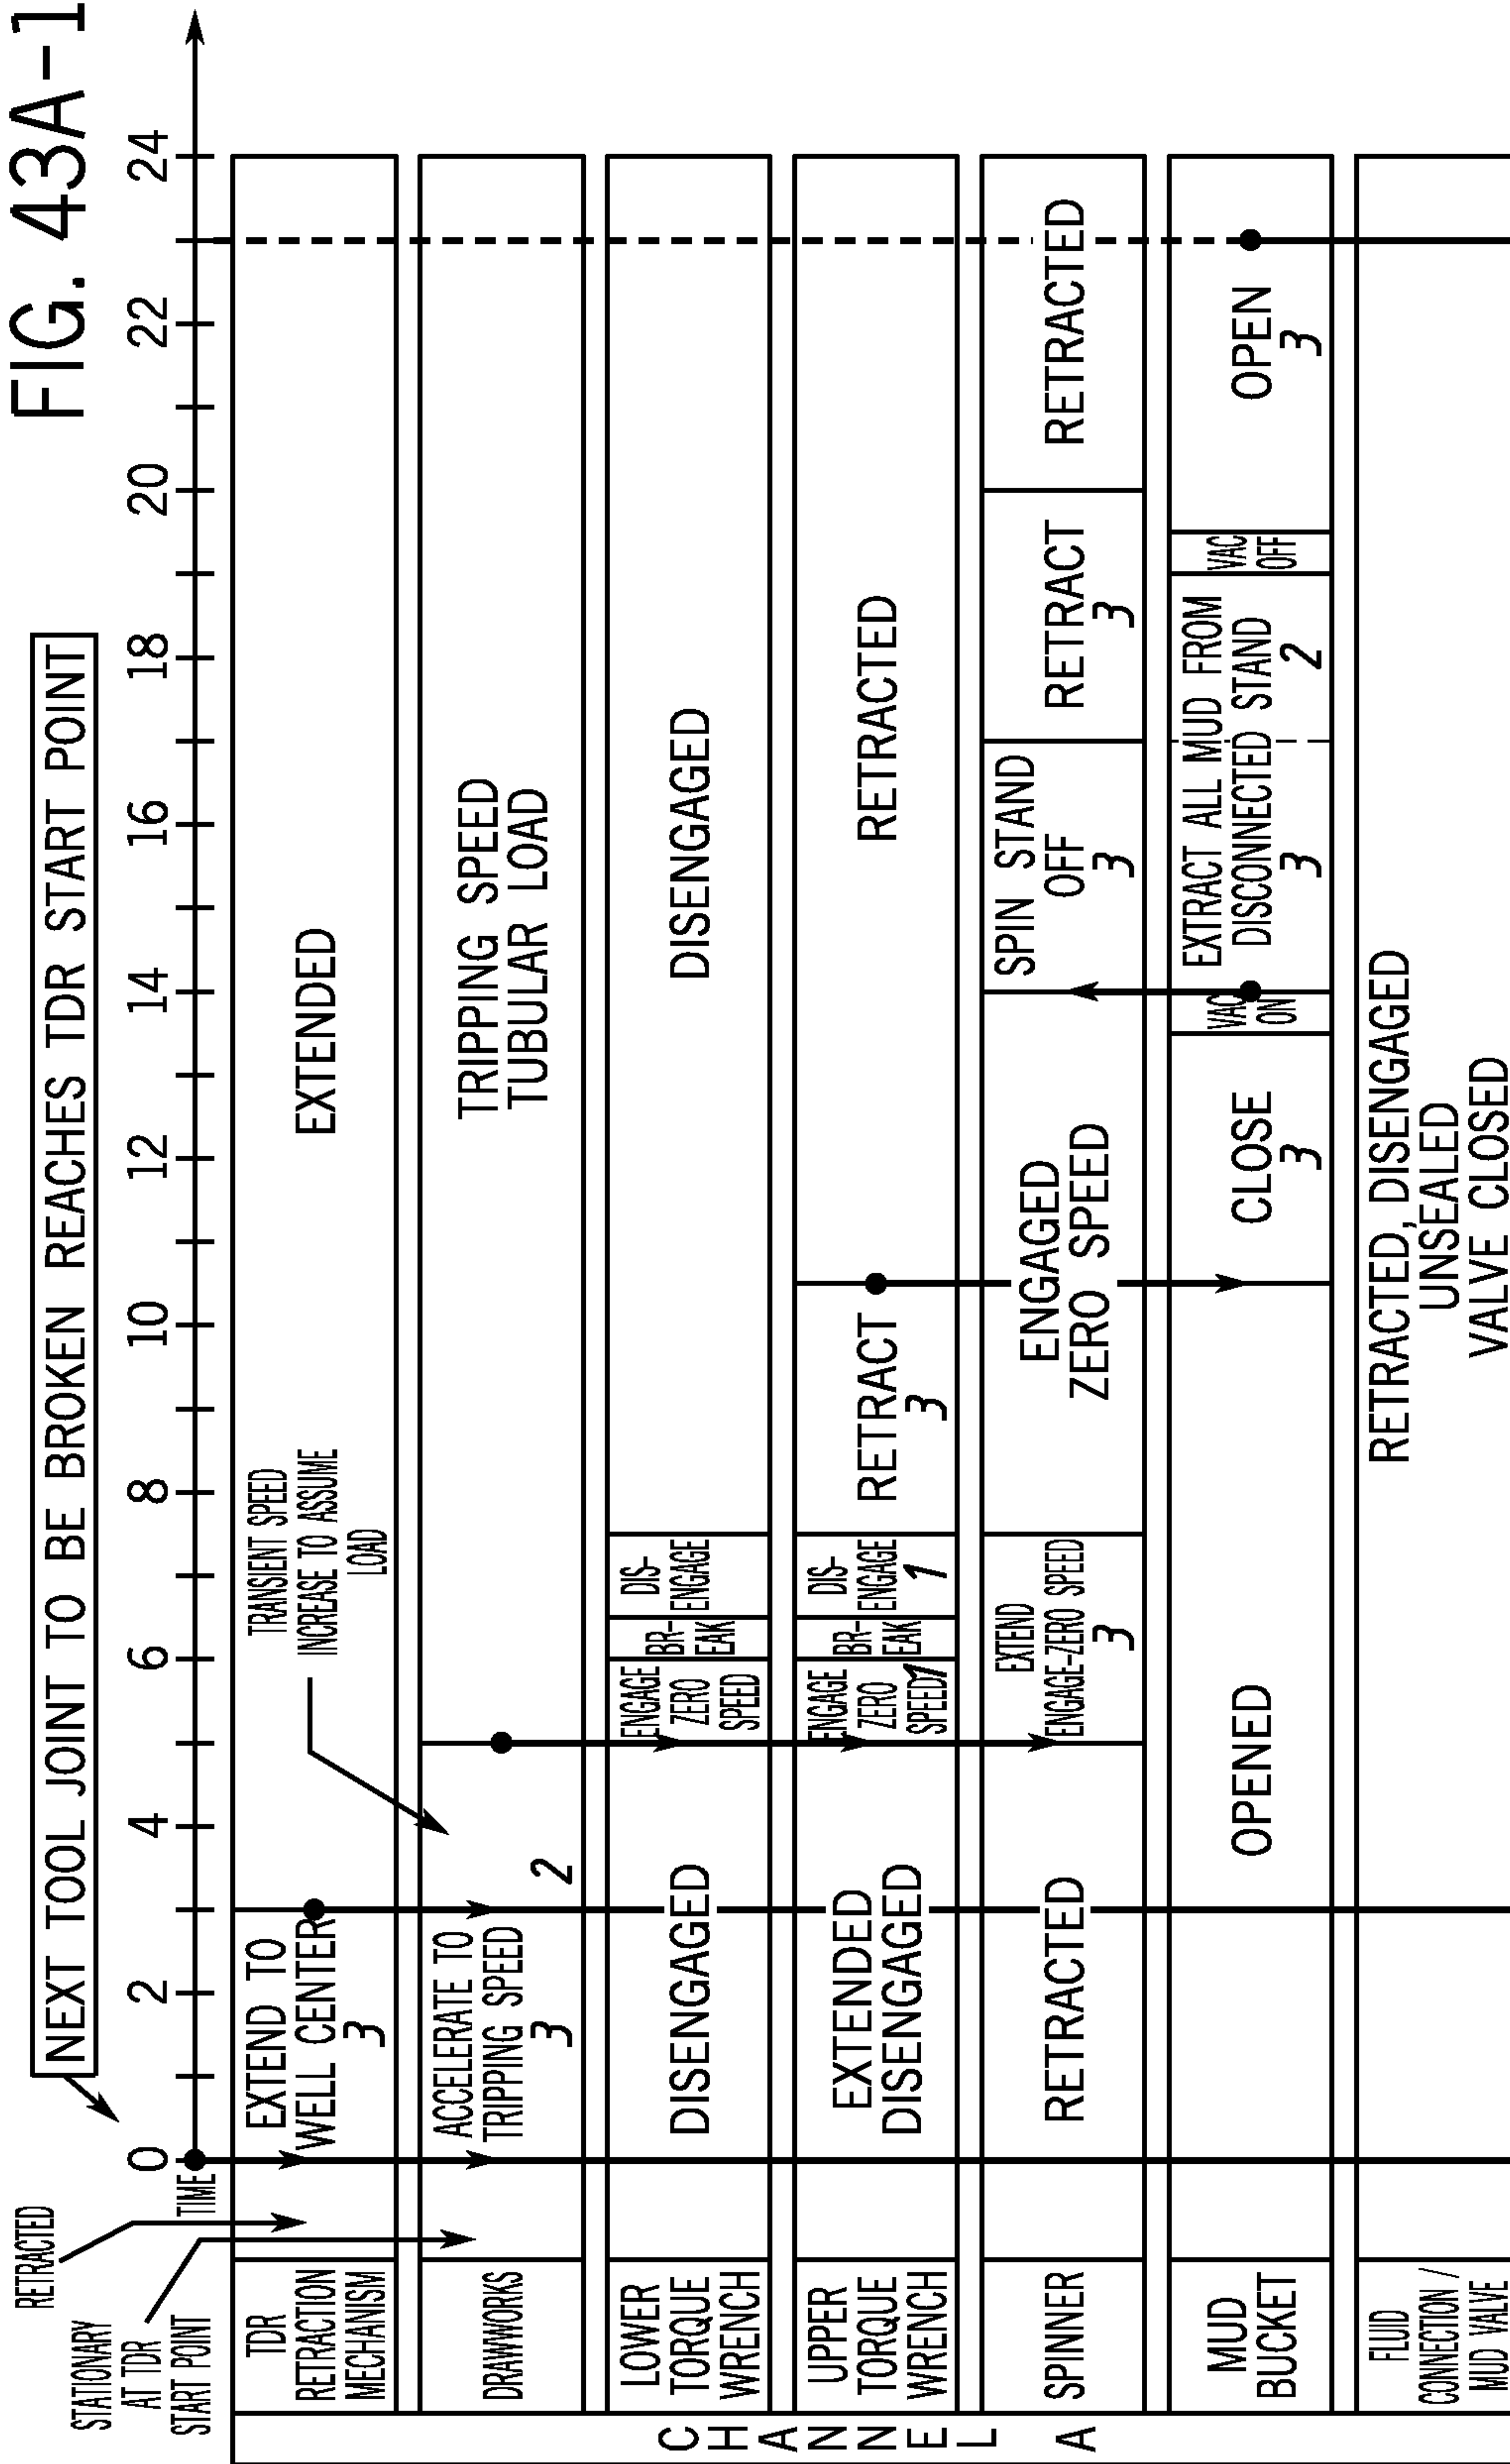 FIG. 43A-1
NEXT TOOL JOINT TO BE BROKEN REACHES TDR START POINT
RETRACTED
STATIONARY
AT TDR
START POINT
TIME
0 2 4 6 8 10 12 14 16 18 20 22 24
CHANNEL A
TDR
RETRACTION
MECHANISM
EXTEND TO
WELL CENTER
3
TRANSIENT SPEED
INCREASE TO ASSUME
LOAD
EXTENDED
DRAWWORKS
ACCELERATE TO
TRIPPING SPEED
3
2
TRIPPING SPEED
TUBULAR LOAD
LOWER
TORQUE
WRENCH
DISENGAGED
ENGAGE
ZERO
SPEED
BR-
EAK
DIS-
ENGAGE
DISENGAGED
UPPER
TORQUE
WRENCH
EXTENDED
DISENGAGED
ENGAGE
ZERO
SPEED
1
BR-
EAK
DIS-
ENGAGE
1
RETRACT
3
RETRACTED
SPINNER
RETRACTED
EXTEND
ENGAGE-ZERO SPEED
3
ENGAGED
ZERO SPEED
SPIN STAND
OFF
3
RETRACT
3
RETRACTED
MUD
BUCKET
OPENED
CLOSE
3
VAC
ON
EXTRACT ALL MUD FROM
DISCONNECTED STAND
3
2
VAC
OFF
OPEN
3
FLUID
CONNECTION /
MUD VALVE
RETRACTED, DISENGAGED
UNSEALED
VALVE CLOSED